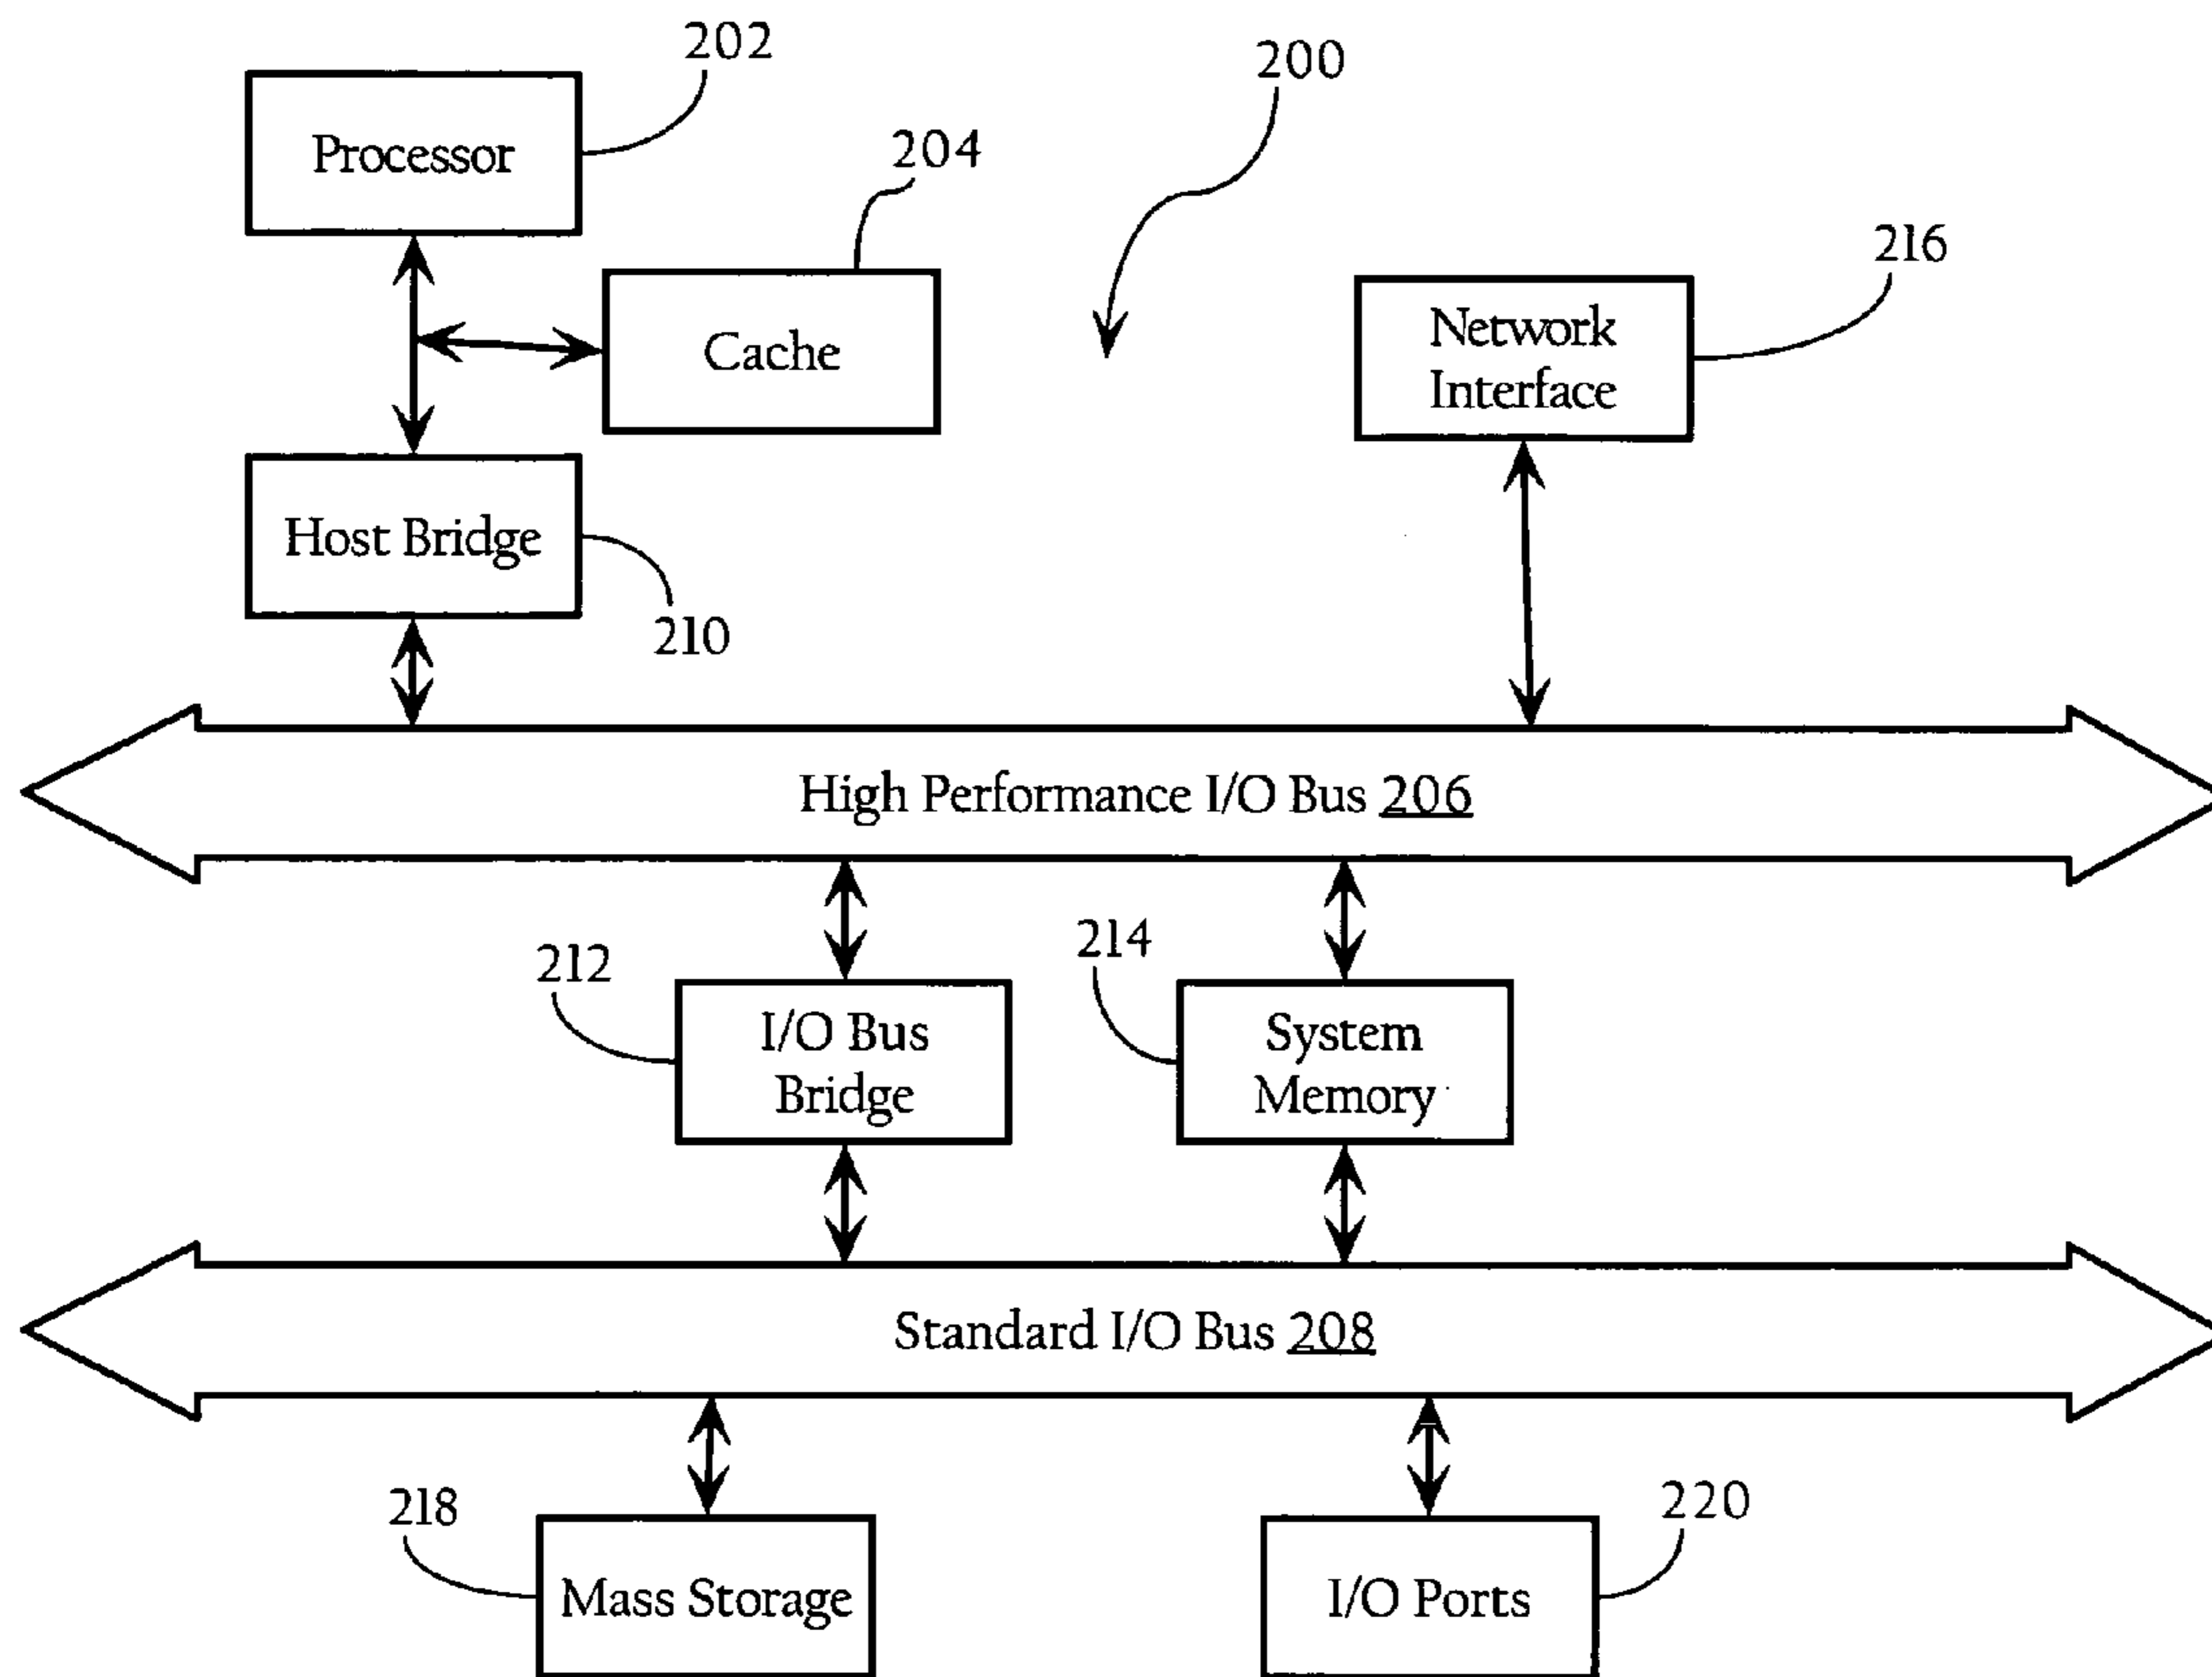 202
200
Processor
204
216
Cache
Network
Interface
Host Bridge
210
High Performance I/O Bus 206
212
214
I/O Bus
Bridge
System
Memory
Standard I/O Bus 208
218
220
Mass Storage
I/O Ports